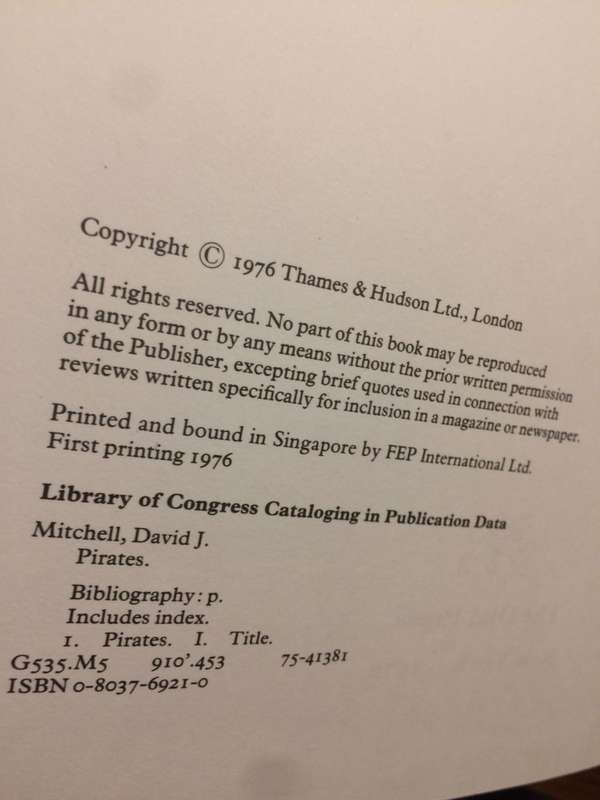 Copyright © 1976 Thames & Hudson Ltd., London
All rights reserved. No part of this book may be reproduced
in any form or by any means without the prior written permission
of the Publisher, excepting brief quotes used in connection with
reviews written specifically for inclusion in a magazine or newspaper.
Printed and bound in Singapore by FEP International Ltd.
First printing 1976
Library of Congress Cataloging in Publication Data
Mitchell, David J.
Pirates.
Bibliography: p.
Includes index.
1. Pirates. I. Title.
G535.M5 910'.453 75-41381
ISBN 0-8037-6921-0